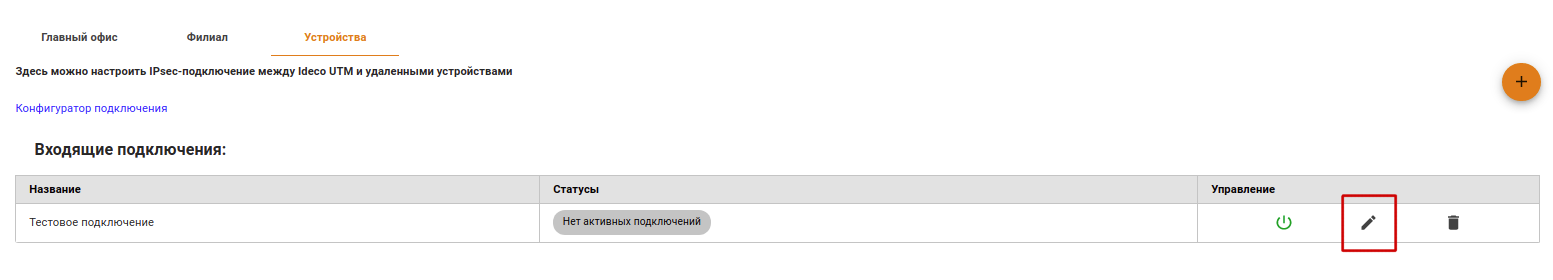 Главный офис Филиал Устройства
Здесь можно настроить IPsec-подключение между Ideco UTM и удаленными устройствами
Конфигуратор подключения
Входящие подключения:
Название Статусы Управление
Тестовое подключение Нет активных подключений